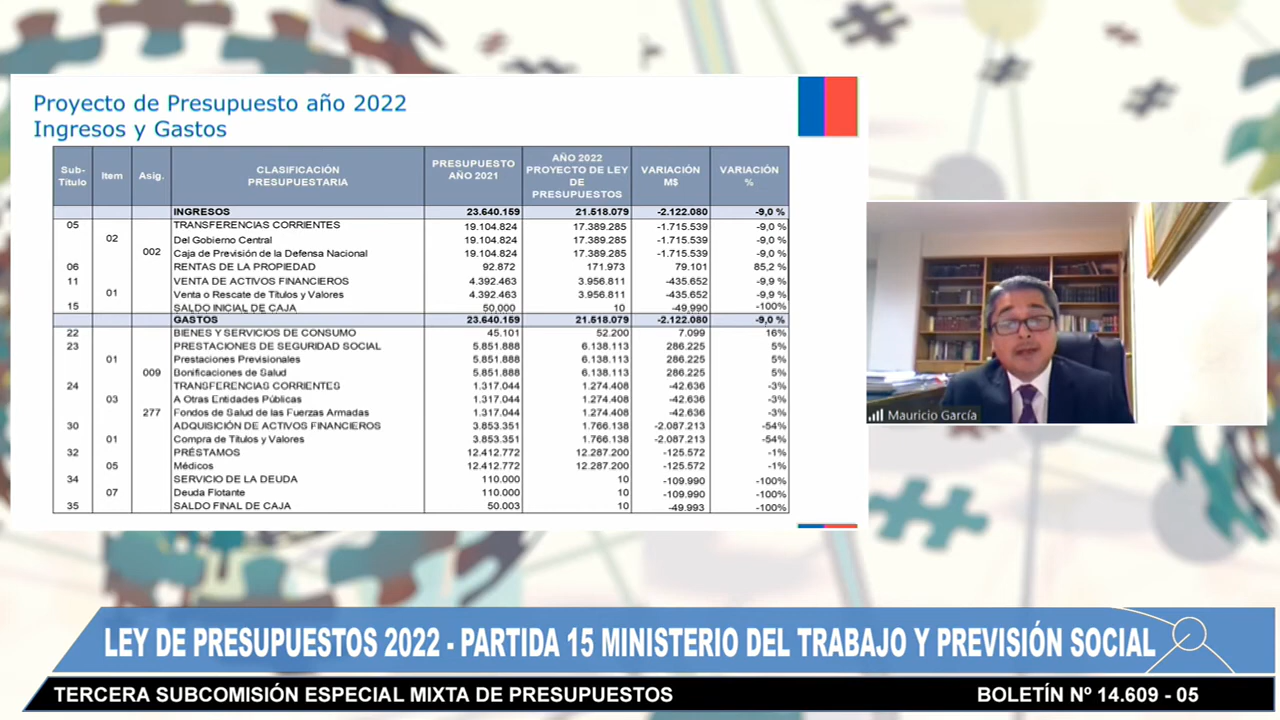 Proyecto de Presupuesto año 2022
Ingresos y Gastos
Sub-Titulo Item Asig. CLASIFICACIÓN PRESUPUESTARIA PRESUPUESTO AÑO 2021 AÑO 2022 PROYECTO DE LEY DE PRESUPUESTOS VARIACIÓN M$ VARIACIÓN %
INGRESOS 23.640.159 21.518.079 -2.122.080 -9,0 %
05 TRANSFERENCIAS CORRIENTES 19.104.824 17.389.285 -1.715.539 -9,0 %
02 Del Gobierno Central 19.104.824 17.389.285 -1.715.539 -9,0 %
002 Caja de Previsión de la Defensa Nacional 19.104.824 17.389.285 -1.715.539 -9,0 %
06 RENTAS DE LA PROPIEDAD 92.872 171.973 79.101 85,2 %
11 VENTA DE ACTIVOS FINANCIEROS 4.392.463 3.956.811 -435.652 -9,9 %
01 Venta o Rescate de Títulos y Valores 4.392.463 3.956.811 -435.652 -9,9 %
15 SALDO INICIAL DE CAJA 50,000 10 -49,990 -100%
GASTOS 23.640.159 21.518.079 -2.122.080 -9,0 %
22 BIENES Y SERVICIOS DE CONSUMO 45.101 52.200 7.099 16%
23 PRESTACIONES DE SEGURIDAD SOCIAL 5.851.888 6.138.113 286.225 5%
01 Prestaciones Previsionales 5.851.888 6.138.113 286.225 5%
009 Bonificaciones de Salud 5.851.888 6.138.113 286.225 5%
24 TRANSFERENCIAS CORRIENTES 1.317.044 1.274.408 -42.636 -3%
03 A Otras Entidades Públicas 1.317.044 1.274.408 -42.636 -3%
277 Fondos de Salud de las Fuerzas Armadas 1.317.044 1.274.408 -42.636 -3%
30 ADQUISICIÓN DE ACTIVOS FINANCIEROS 3.853.351 1.766.138 -2.087.213 -54%
01 Compra de Títulos y Valores 3.853.351 1.766.138 -2.087.213 -54%
32 PRÉSTAMOS 12.412.772 12.287.200 -125.572 -1%
05 Médicos 12.412.772 12.287.200 -125.572 -1%
34 SERVICIO DE LA DEUDA 110.000 10 -109.990 -100%
07 Deuda Flotante 110.000 10 -109.990 -100%
35 SALDO FINAL DE CAJA 50.003 10 -49.993 -100%
Mauricio García
LEY DE PRESUPUESTOS 2022 - PARTIDA 15 MINISTERIO DEL TRABAJO Y PREVISIÓN SOCIAL
TERCERA SUBCOMISIÓN ESPECIAL MIXTA DE PRESUPUESTOS BOLETÍN Nº 14.609 - 05